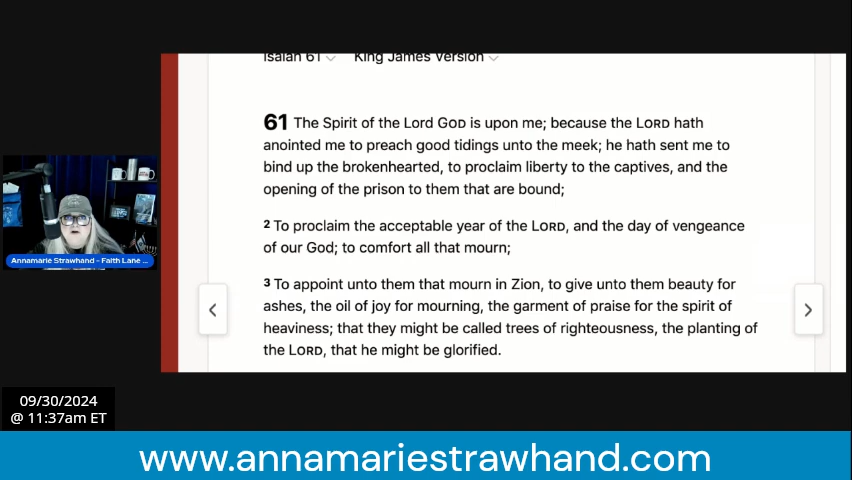 Isaiah 61 King James Version
61 The Spirit of the Lord GOD is upon me; because the LORD hath
anointed me to preach good tidings unto the meek; he hath sent me to
bind up the brokenhearted, to proclaim liberty to the captives, and the
opening of the prison to them that are bound;
2 To proclaim the acceptable year of the LORD, and the day of vengeance
of our God; to comfort all that mourn;
3 To appoint unto them that mourn in Zion, to give unto them beauty for
ashes, the oil of joy for mourning, the garment of praise for the spirit of
heaviness; that they might be called trees of righteousness, the planting of
the LORD, that he might be glorified.
Annamarie Strawhand - Faith Lane ...
09/30/2024
@ 11:37am ET
www.annamariestrawhand.com